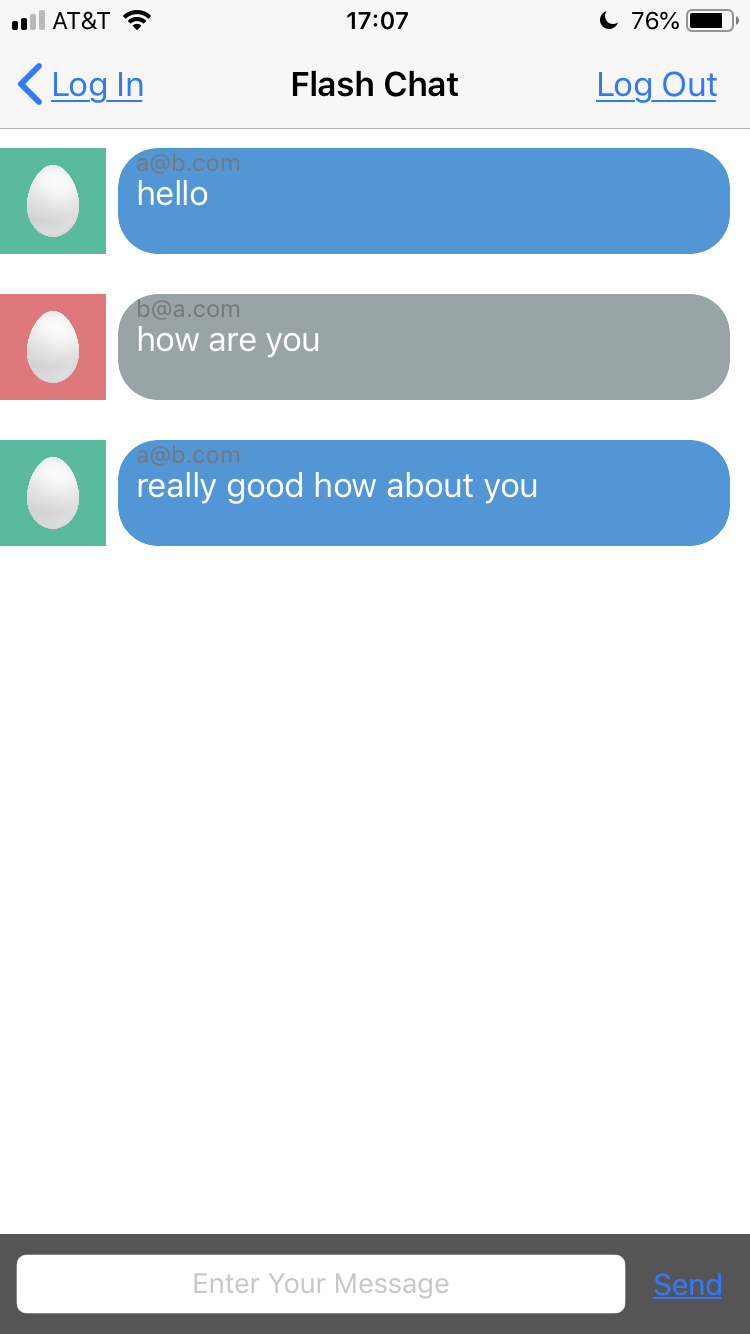 AT&T 17:07 76%
Log In Flash Chat Log Out
a@b.com
hello
b@a.com
how are you
a@b.com
really good how about you
Enter Your Message Send